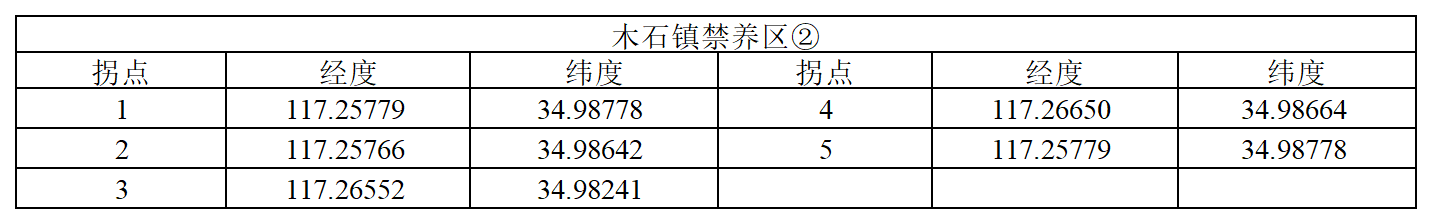 木石镇禁养区②
拐点 经度 纬度 拐点 经度 纬度
1 117.25779 34.98778 4 117.26650 34.98664
2 117.25766 34.98642 5 117.25779 34.98778
3 117.26552 34.98241